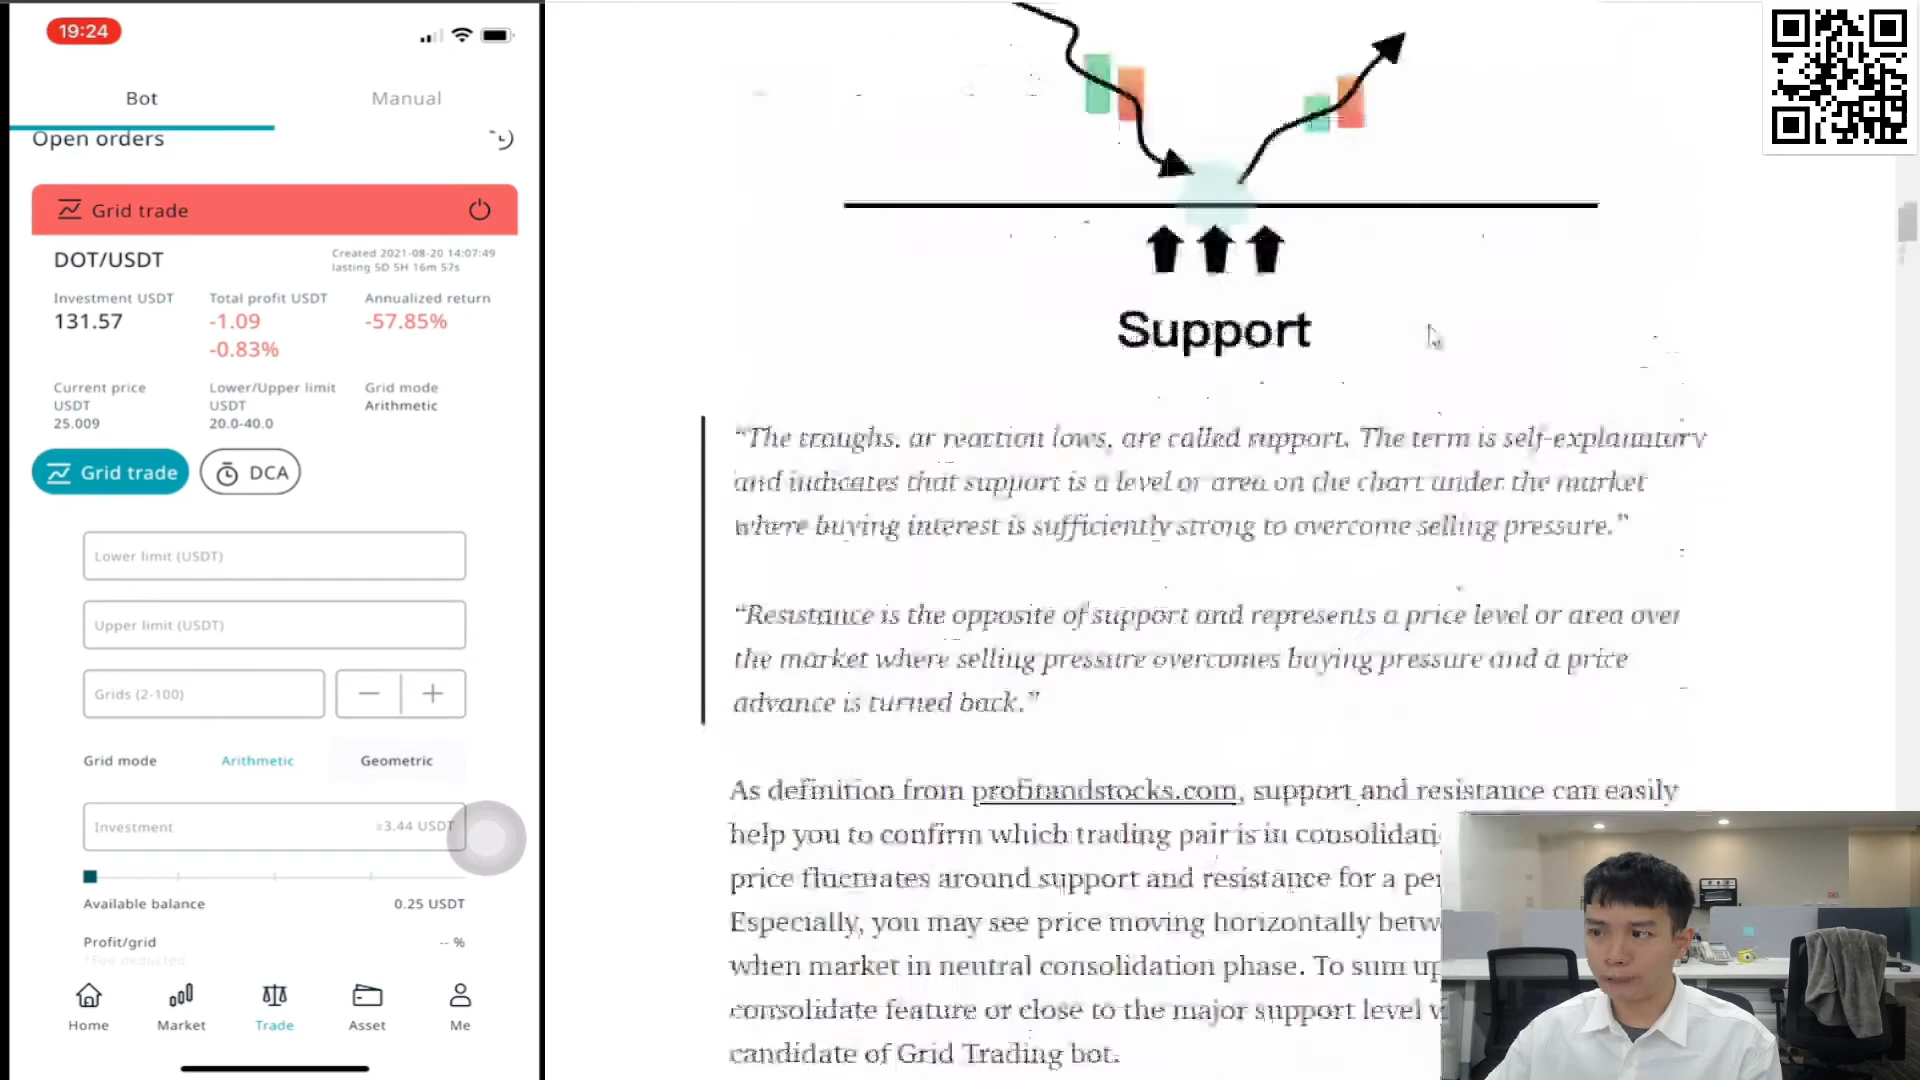 19:24
Bot
Manual
Open orders
Grid trade
DOT/USDT
Created 2021-08-20 14:07:49
lasting 5D 5H 16m 57s
Investment USDT
131.57
Total profit USDT
-1.09
-0.83%
Annualized return
-57.85%
Current price
USDT
25.009
Lower/Upper limit
USDT
20.0-40.0
Grid mode
Arithmetic
Grid trade
DCA
Lower limit (USDT)
Upper limit (USDT)
Grids (2-100)
Grid mode
Arithmetic
Geometric
Investment
3.44 USDT
Available balance
0.25 USDT
Profit/grid
-- %
*Fee deducted
Home
Market
Trade
Asset
Me
Support
“The troughs, or reaction lows, are called support. The term is self-explanatory
and indicates that support is a level or area on the chart under the market
where buying interest is sufficiently strong to overcome selling pressure.”
“Resistance is the opposite of support and represents a price level or area over
the market where selling pressure overcomes buying pressure and a price
advance is turned back.”
As definition from profitandstocks.com, support and resistance can easily
help you to confirm which trading pair is in consolidati
price fluctuates around support and resistance for a per
Especially, you may see price moving horizontally betw
when market in neutral consolidation phase. To sum up
consolidate feature or close to the major support level w
candidate of Grid Trading bot.